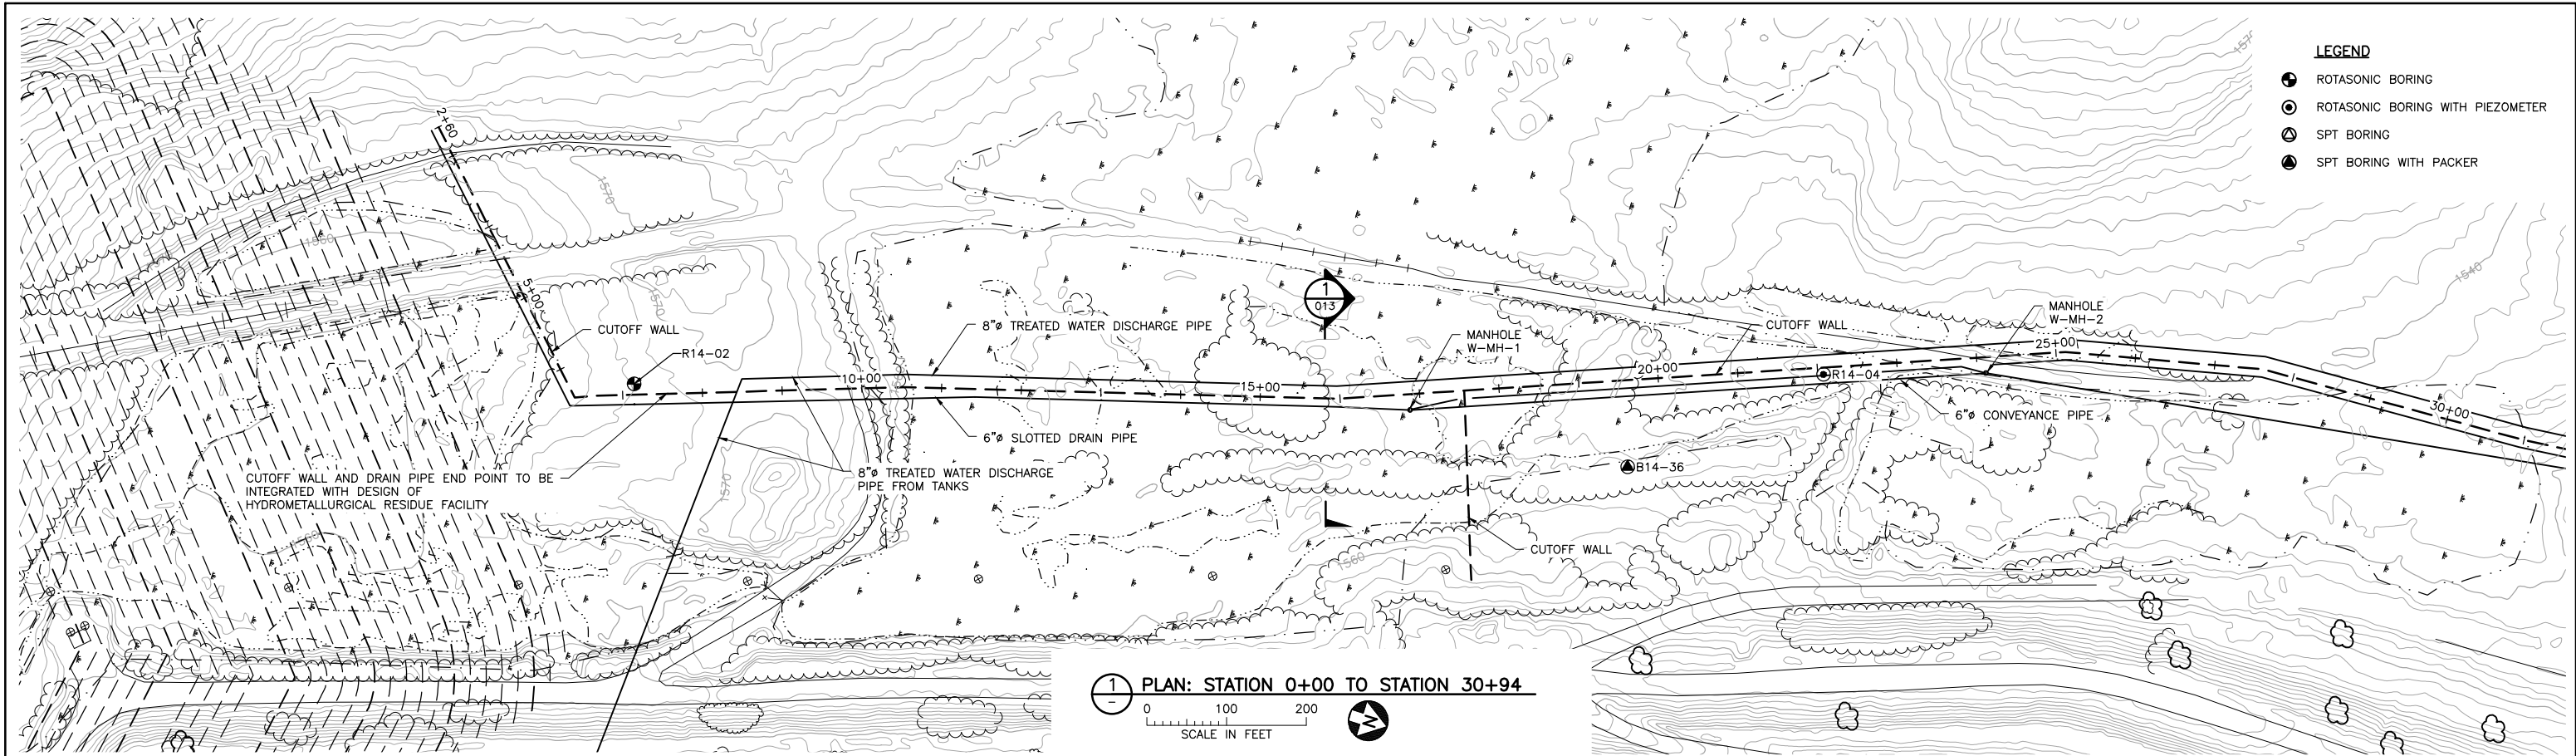 LEGEND
ROTASONIC BORING
ROTASONIC BORING WITH PIEZOMETER
SPT BORING
SPT BORING WITH PACKER
2+60
1570
1560
5+00
1570
CUTOFF WALL
R14-02
8"ø TREATED WATER DISCHARGE PIPE
10+00
6"ø SLOTTED DRAIN PIPE
8"ø TREATED WATER DISCHARGE
PIPE FROM TANKS
CUTOFF WALL AND DRAIN PIPE END POINT TO BE
INTEGRATED WITH DESIGN OF
HYDROMETALLURGICAL RESIDUE FACILITY
1570
1560
15+00
1
013
MANHOLE
W-MH-1
CUTOFF WALL
20+00
R14-04
B14-36
CUTOFF WALL
1560
MANHOLE
W-MH-2
25+00
6"ø CONVEYANCE PIPE
30+00
1540
1570
1
-
PLAN: STATION 0+00 TO STATION 30+94
0 100 200
SCALE IN FEET
N